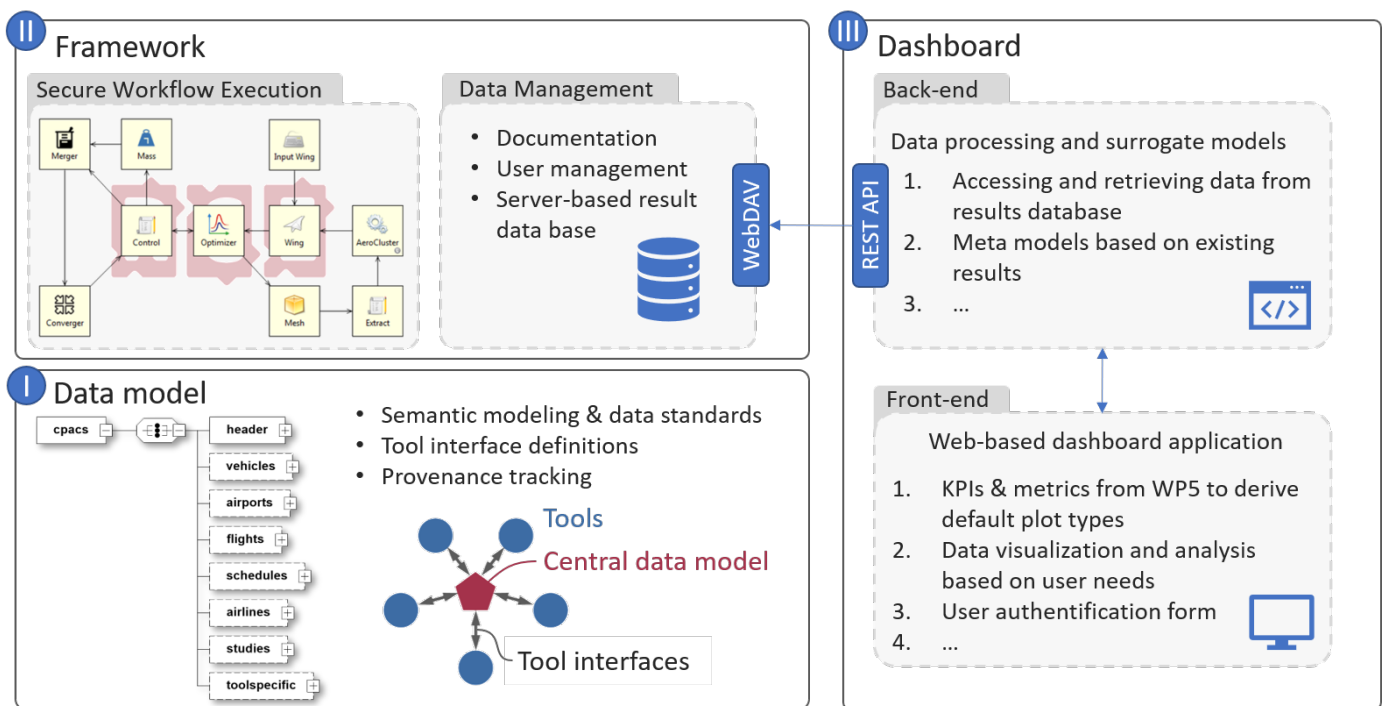 II
Framework
Secure Workflow Execution
Merger
Mass
Input Wing
Control
Optimizer
Wing
AeroCluster
Converger
Mesh
Extract
Data Management
• Documentation
• User management
• Server-based result
data base
WebDAV
I
Data model
cpacs
header
vehicles
airports
flights
schedules
airlines
studies
toolspecific
• Semantic modeling & data standards
• Tool interface definitions
• Provenance tracking
Tools
Central data model
Tool interfaces
III
Dashboard
Back-end
REST API
Data processing and surrogate models
1. Accessing and retrieving data from
results database
2. Meta models based on existing
results
3. ...
</>
Front-end
Web-based dashboard application
1. KPIs & metrics from WP5 to derive
default plot types
2. Data visualization and analysis
based on user needs
3. User authentification form
4. ...